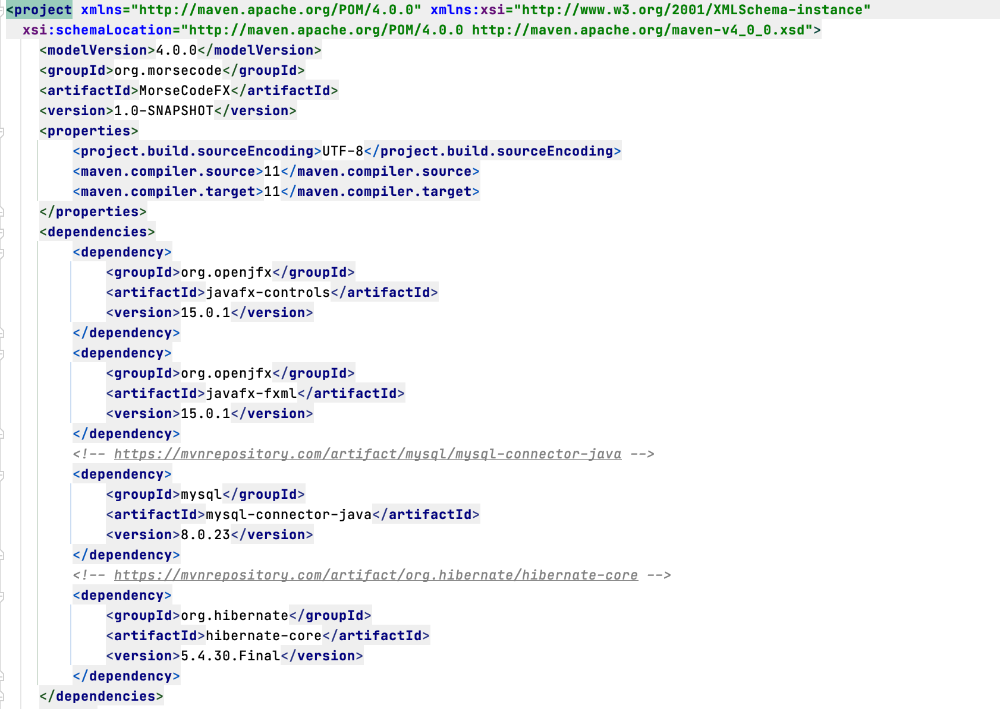 <project xmlns="http://maven.apache.org/POM/4.0.0" xmlns:xsi="http://www.w3.org/2001/XMLSchema-instance"
  xsi:schemaLocation="http://maven.apache.org/POM/4.0.0 http://maven.apache.org/maven-v4_0_0.xsd">
    <modelVersion>4.0.0</modelVersion>
    <groupId>org.morsecode</groupId>
    <artifactId>MorseCodeFX</artifactId>
    <version>1.0-SNAPSHOT</version>
    <properties>
        <project.build.sourceEncoding>UTF-8</project.build.sourceEncoding>
        <maven.compiler.source>11</maven.compiler.source>
        <maven.compiler.target>11</maven.compiler.target>
    </properties>
    <dependencies>
        <dependency>
            <groupId>org.openjfx</groupId>
            <artifactId>javafx-controls</artifactId>
            <version>15.0.1</version>
        </dependency>
        <dependency>
            <groupId>org.openjfx</groupId>
            <artifactId>javafx-fxml</artifactId>
            <version>15.0.1</version>
        </dependency>
        <!-- https://mvnrepository.com/artifact/mysql/mysql-connector-java -->
        <dependency>
            <groupId>mysql</groupId>
            <artifactId>mysql-connector-java</artifactId>
            <version>8.0.23</version>
        </dependency>
        <!-- https://mvnrepository.com/artifact/org.hibernate/hibernate-core -->
        <dependency>
            <groupId>org.hibernate</groupId>
            <artifactId>hibernate-core</artifactId>
            <version>5.4.30.Final</version>
        </dependency>
    </dependencies>